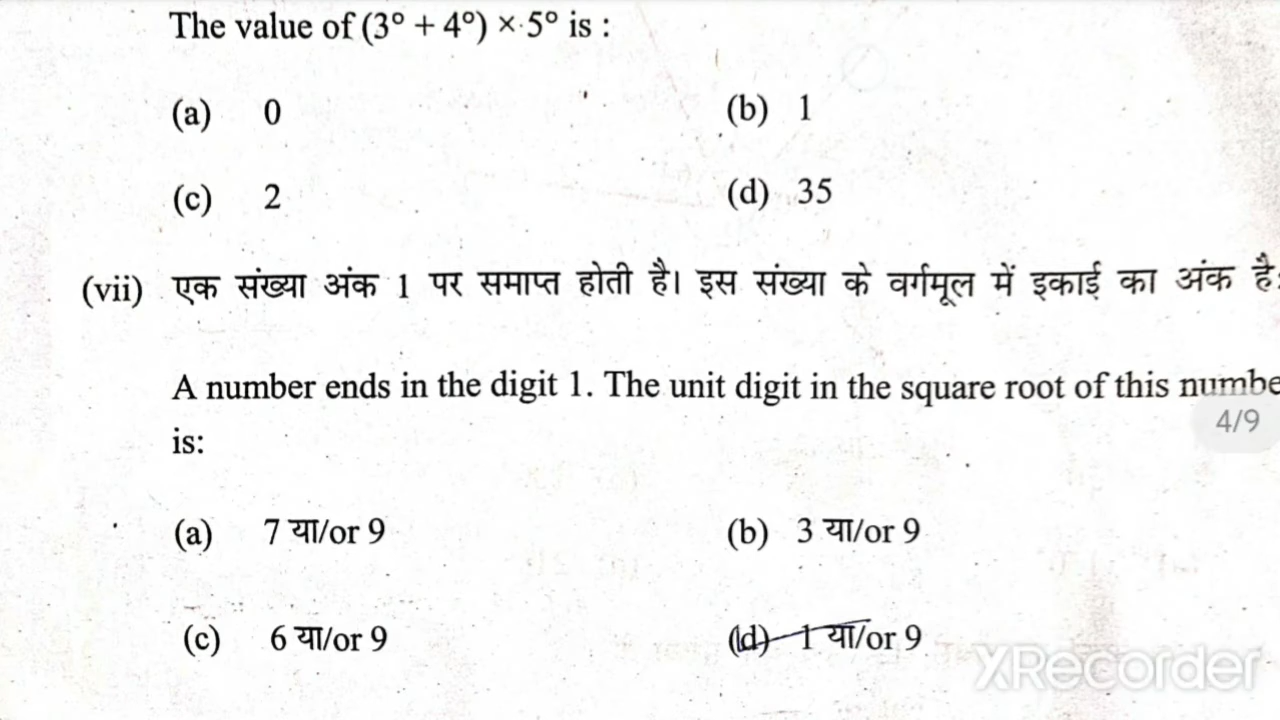 The value of (3° + 4°) × 5° is :
(a) 0 (b) 1
(c) 2 (d) 35
(vii) एक संख्या अंक 1 पर समाप्त होती है। इस संख्या के वर्गमूल में इकाई का अंक है:
A number ends in the digit 1. The unit digit in the square root of this numbe
4/9
is:
(a) 7 या/or 9 (b) 3 या/or 9
(c) 6 या/or 9 (d) 1 या/or 9
XRecorder